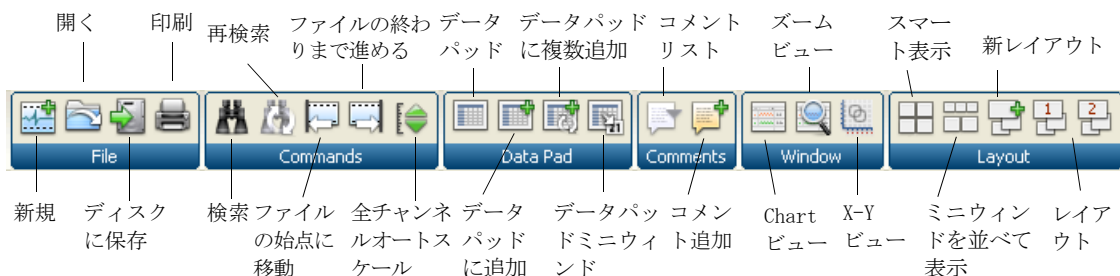 開く
印刷
再検索
ファイルの終わ
りまで進める
データ
パッド
データパッド
に複数追加
コメント
リスト
ズーム
ビュー
スマー
ト表示
新レイアウト
21
1
2
File
Commands
Data Pad
Comments
Window
Layout
新規
ディスク
に保存
検索
ファイル
の始点に
移動
全チャンネ
ルオートス
ケール
データ
パッド
に追加
データパッ
ドミニウィ
ンド
コメン
ト追加
Chart
ビュー
X-Y
ビュー
ミニウィン
ドを並べて
表示
レイア
ウト